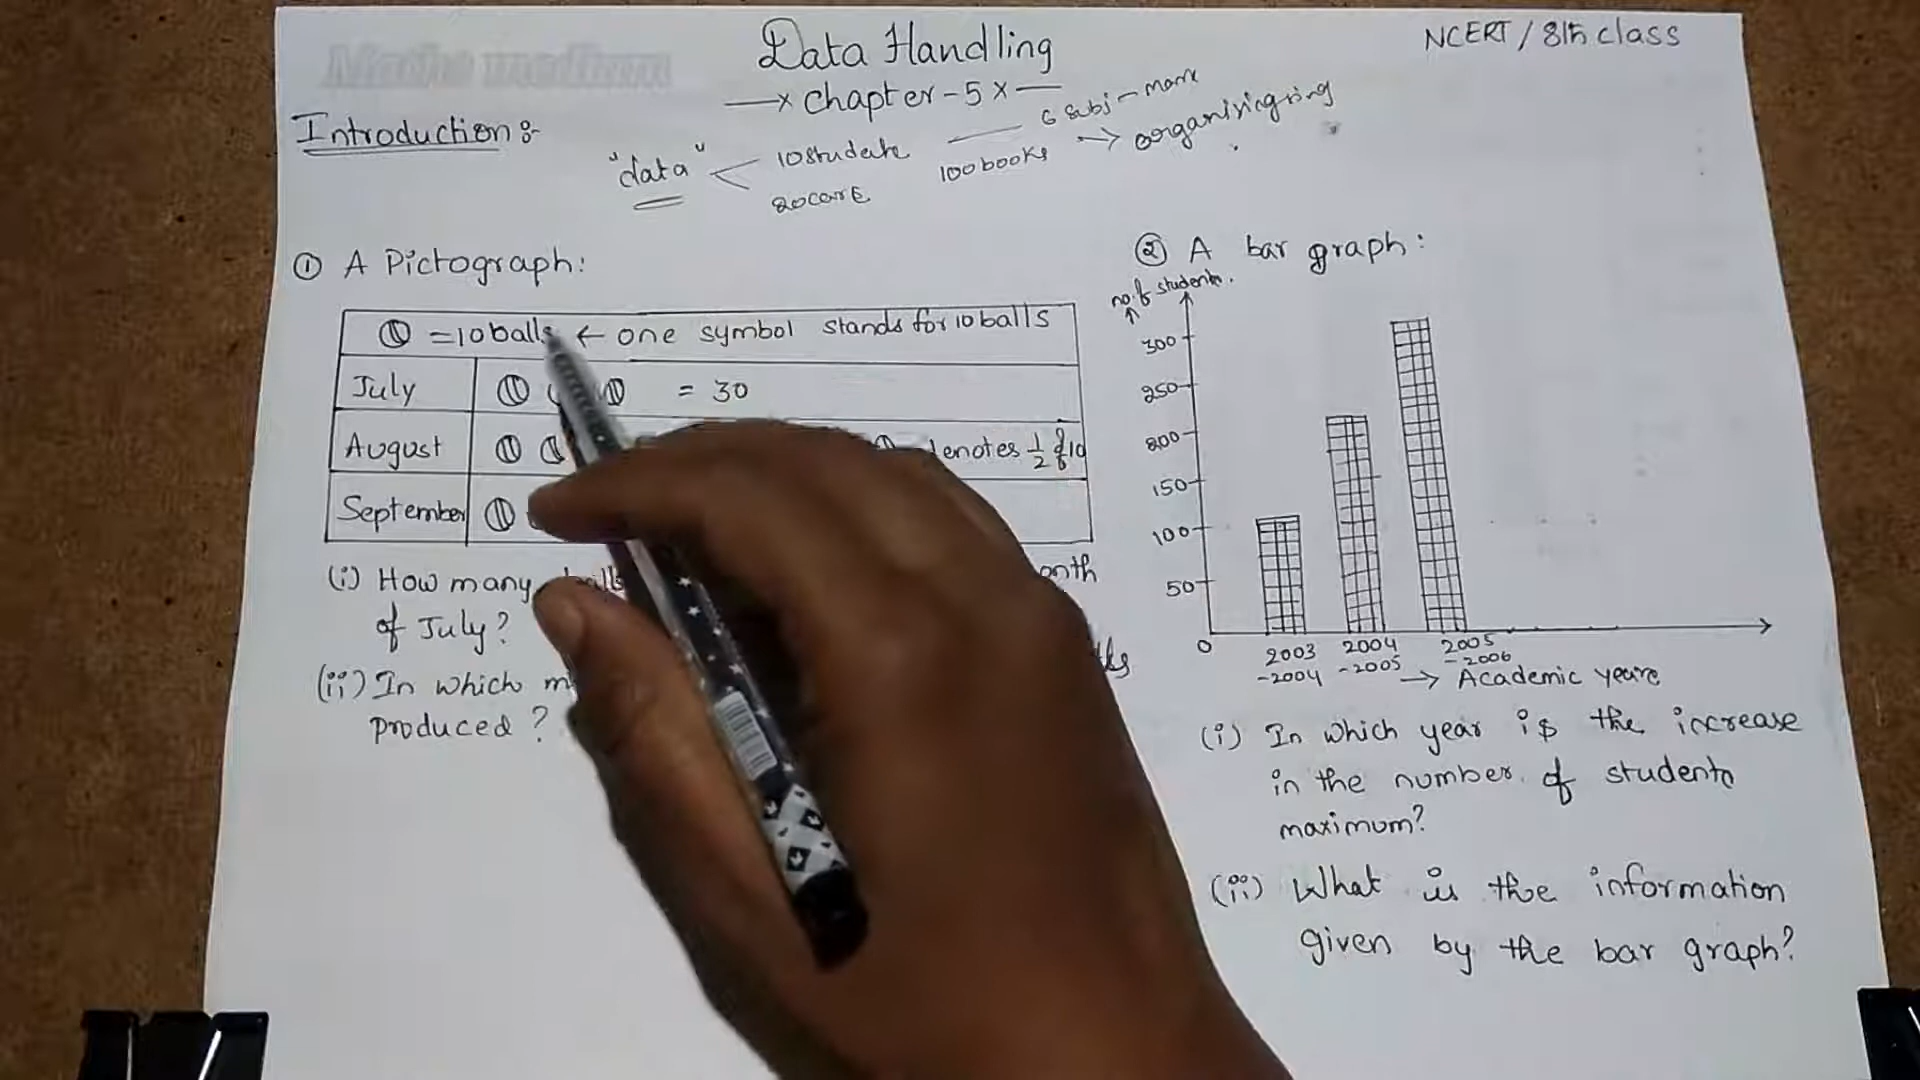 Maths medium
Data Handling
NCERT / 8th class
chapter-5
Introduction:-
"data"
10 students
6 subj - mark
20 cars
100 books
① A Pictograph:
= 10 balls ← one symbol stands for 10 balls
July = 30
August denotes 1/2 of 10
September
(i) How many
onth
of July?
(ii) In which
produced?
② A bar graph:
no. of students.
300
250
200
150
100
50
0
2003 -2004
2004 -2005
2005 -2006
→ Academic years
(i) In which year is the increase
in the number of students
maximum?
(ii) What is the information
given by the bar graph?